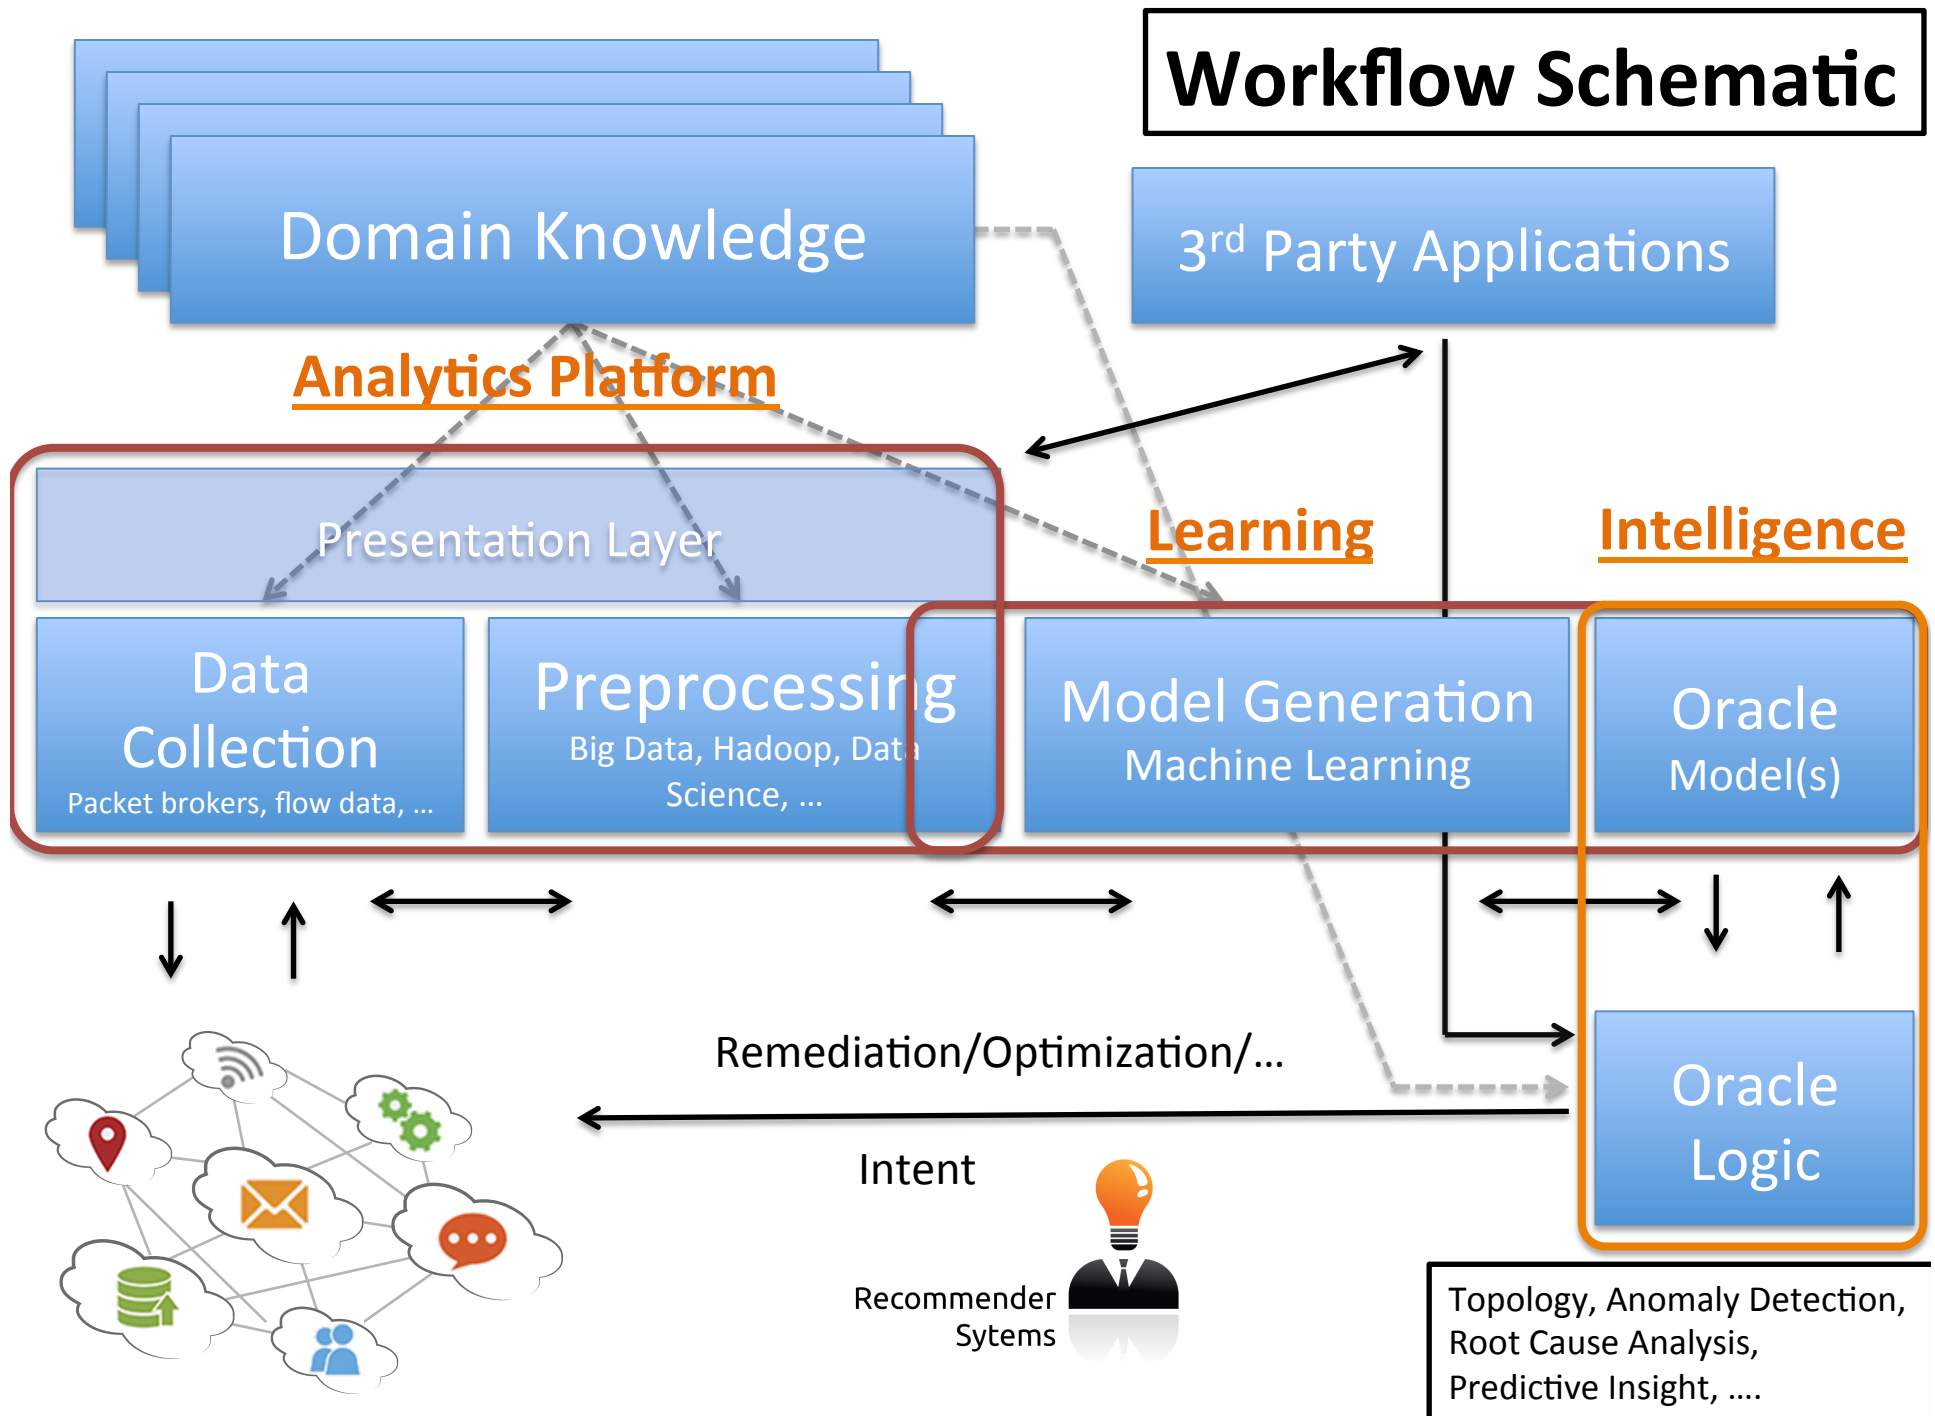 Workflow Schematic
Domain Knowledge
3rd Party Applications
Analytics Platform
Presentation Layer
Learning
Intelligence
Data
Collection
Packet brokers, flow data, ...
Preprocessing
Big Data, Hadoop, Data
Science, ...
Model Generation
Machine Learning
Oracle
Model(s)
Remediation/Optimization/...
Intent
Oracle
Logic
Recommender
Sytems
Topology, Anomaly Detection,
Root Cause Analysis,
Predictive Insight, ....